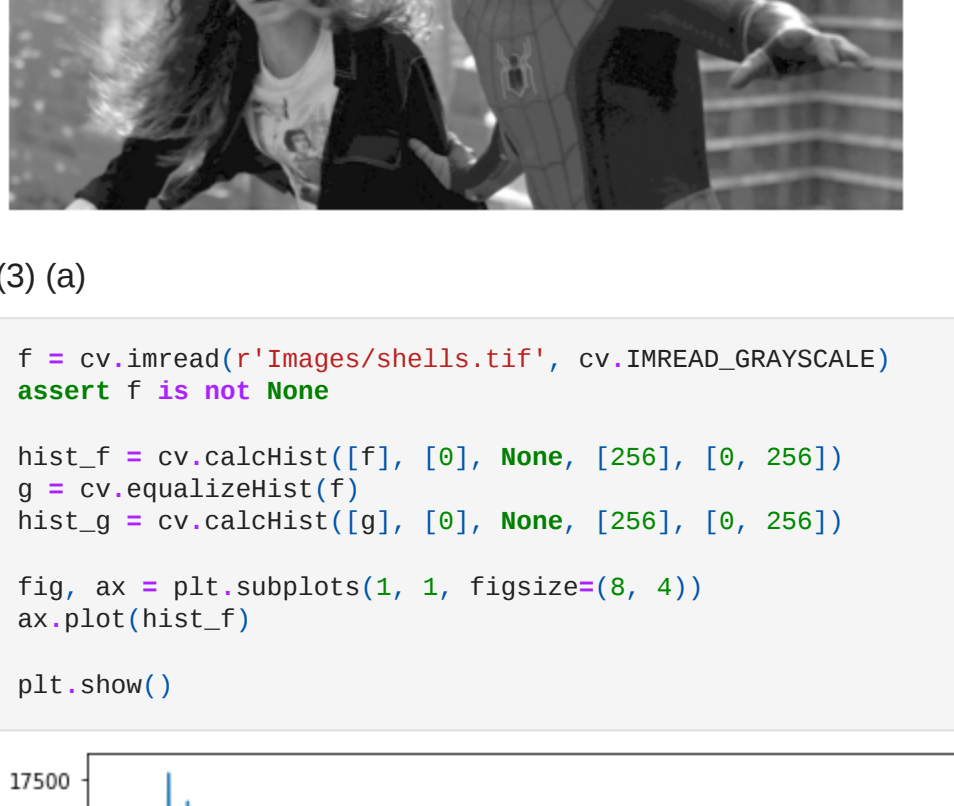 (3) (a)
f = cv.imread(r'Images/shells.tif', cv.IMREAD_GRAYSCALE)
assert f is not None
hist_f = cv.calcHist([f], [0], None, [256], [0, 256])
g = cv.equalizeHist(f)
hist_g = cv.calcHist([g], [0], None, [256], [0, 256])
fig, ax = plt.subplots(1, 1, figsize=(8, 4))
ax.plot(hist_f)
plt.show()
17500